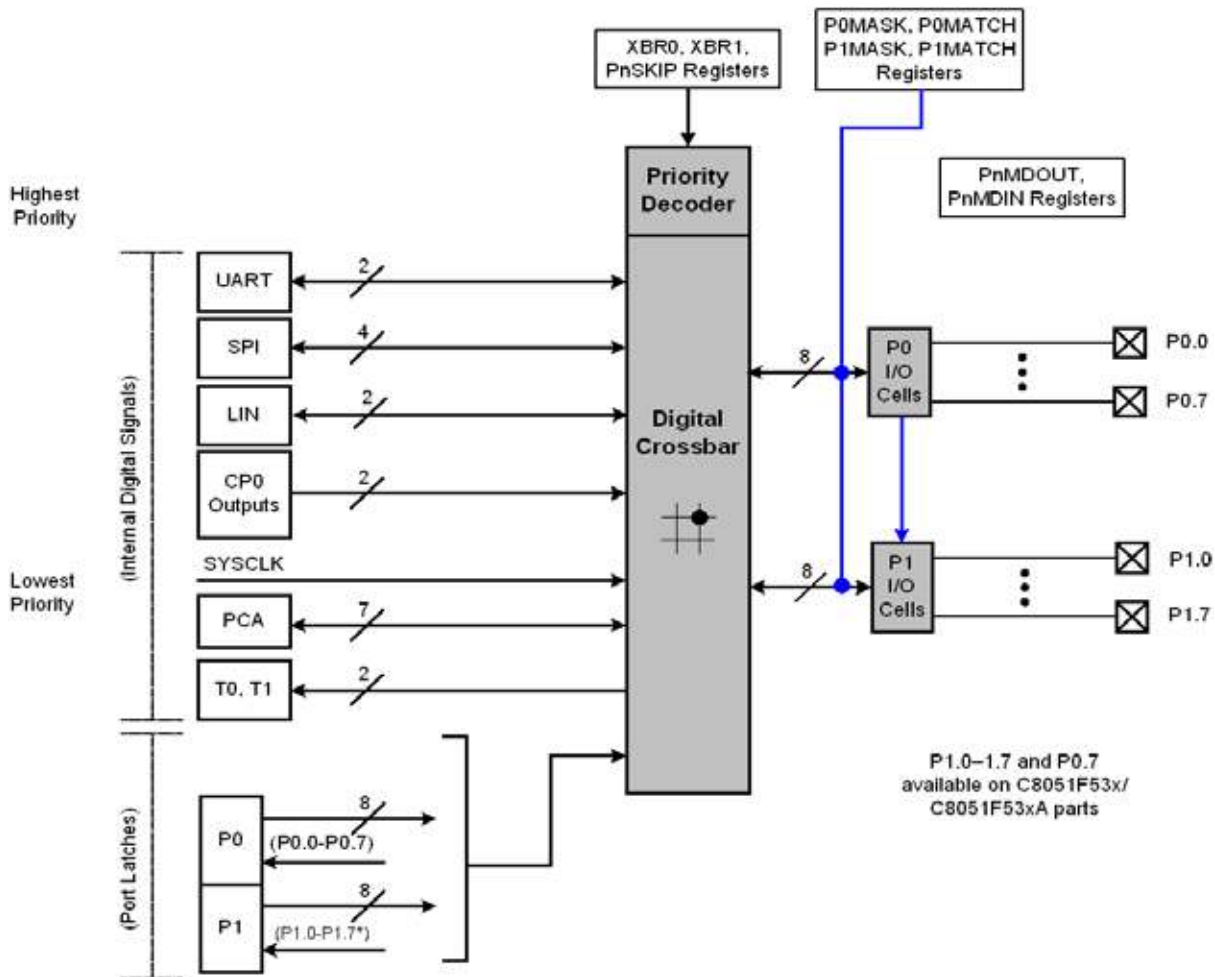 XBR0, XBR1,
PnSKIP Registers
P0MASK, P0MATCH
P1MASK, P1MATCH
Registers
PnMDOUT,
PnMDIN Registers
Highest
Priority
Priority
Decoder
UART
2
SPI
4
LIN
2
CP0
Outputs
2
SYSCLK
PCA
7
T0, T1
2
(Internal Digital Signals)
Lowest
Priority
Digital
Crossbar
8
P0
I/O
Cells
P0.0
P0.7
8
P1
I/O
Cells
P1.0
P1.7
(Port Latches)
P0
8
(P0.0-P0.7)
P1
8
(P1.0-P1.7*)
P1.0–1.7 and P0.7
available on C8051F53x/
C8051F53xA parts